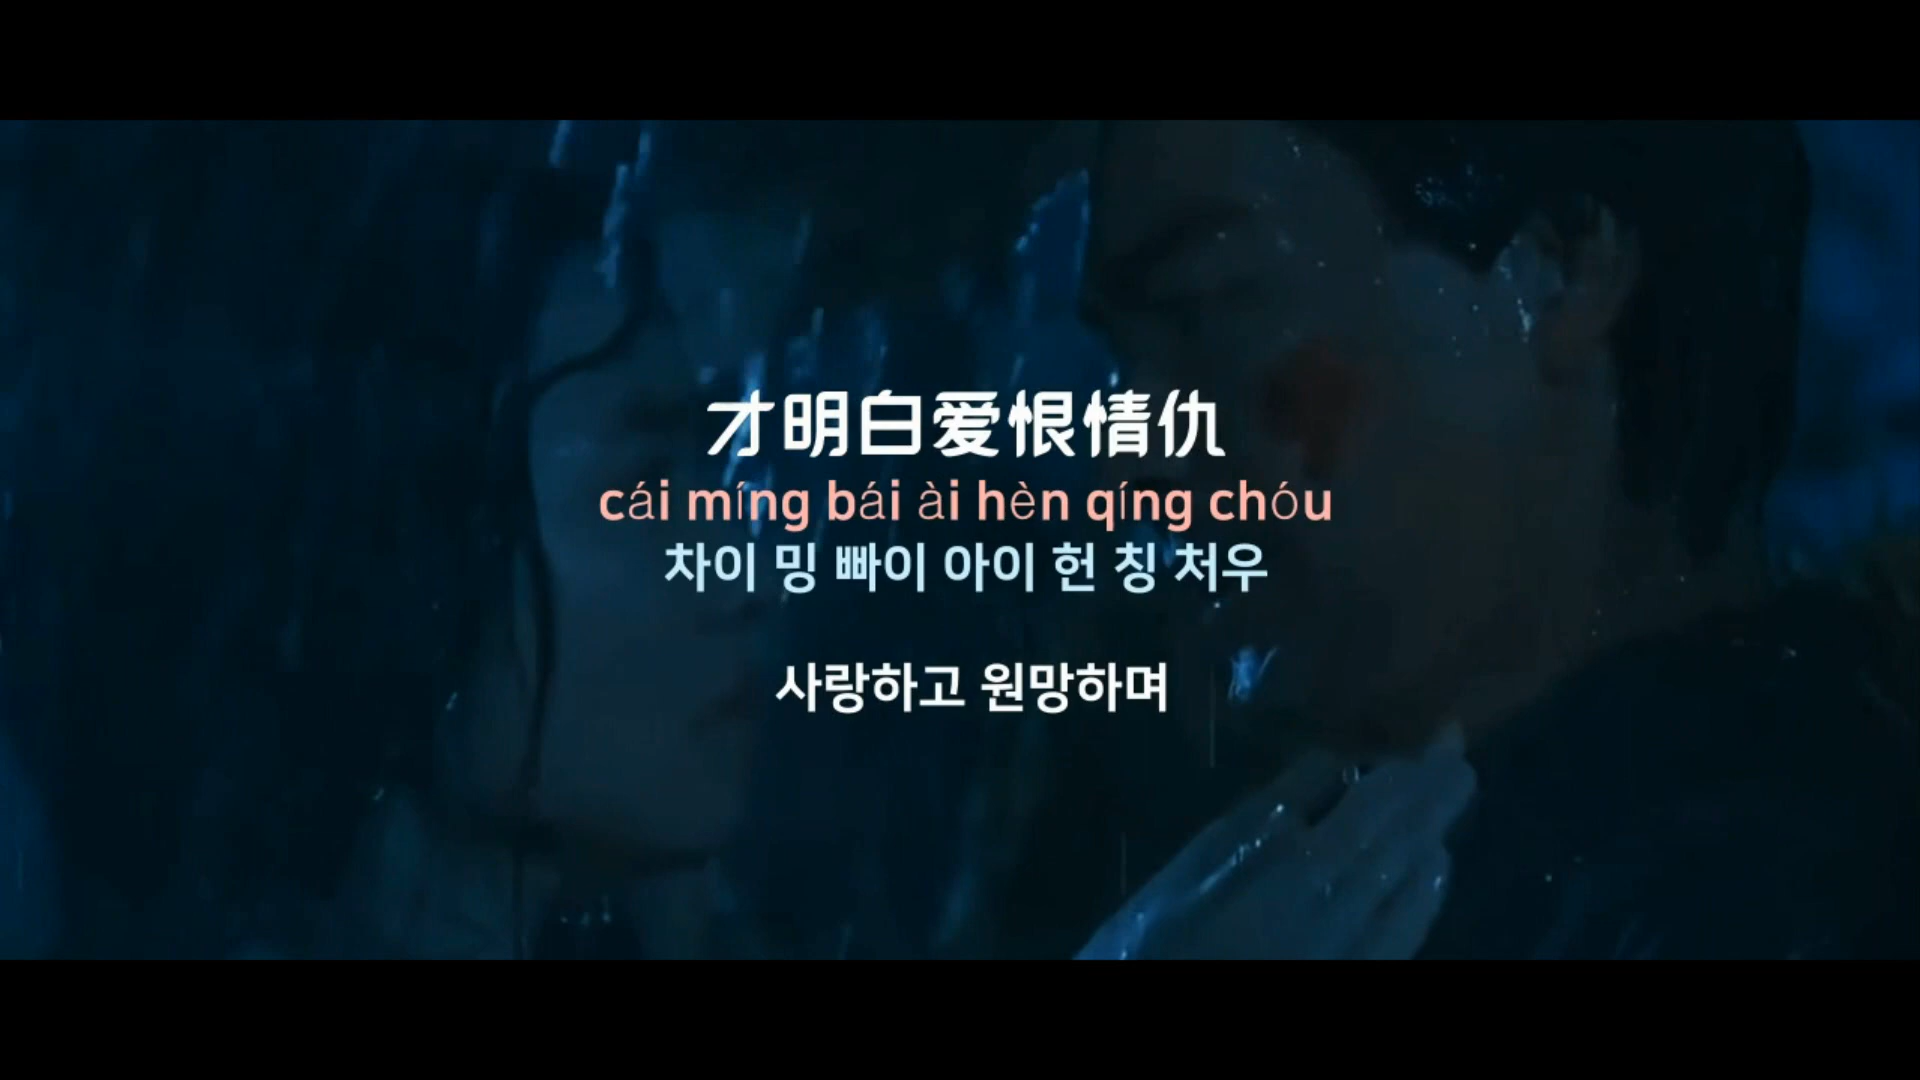 才明白爱恨情仇
cái míng bái ài hèn qíng chóu
차이 밍 빠이 아이 헌 칭 처우
사랑하고 원망하며